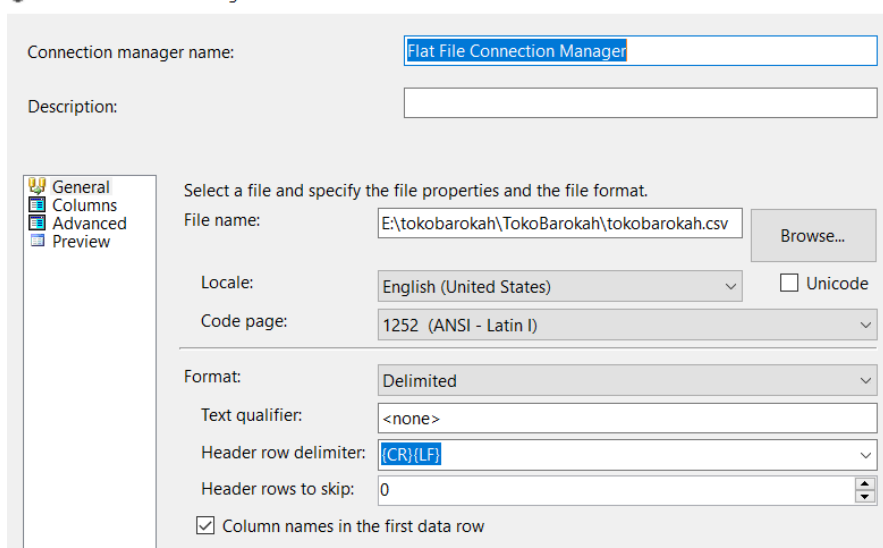 Connection manager name: Flat File Connection Manager
Description:
General
Columns
Advanced
Preview
Select a file and specify the file properties and the file format.
File name: E:\tokobarokah\TokoBarokah\tokobarokah.csv Browse...
Locale: English (United States) Unicode
Code page: 1252 (ANSI - Latin I)
Format: Delimited
Text qualifier: <none>
Header row delimiter: {CR}{LF}
Header rows to skip: 0
Column names in the first data row